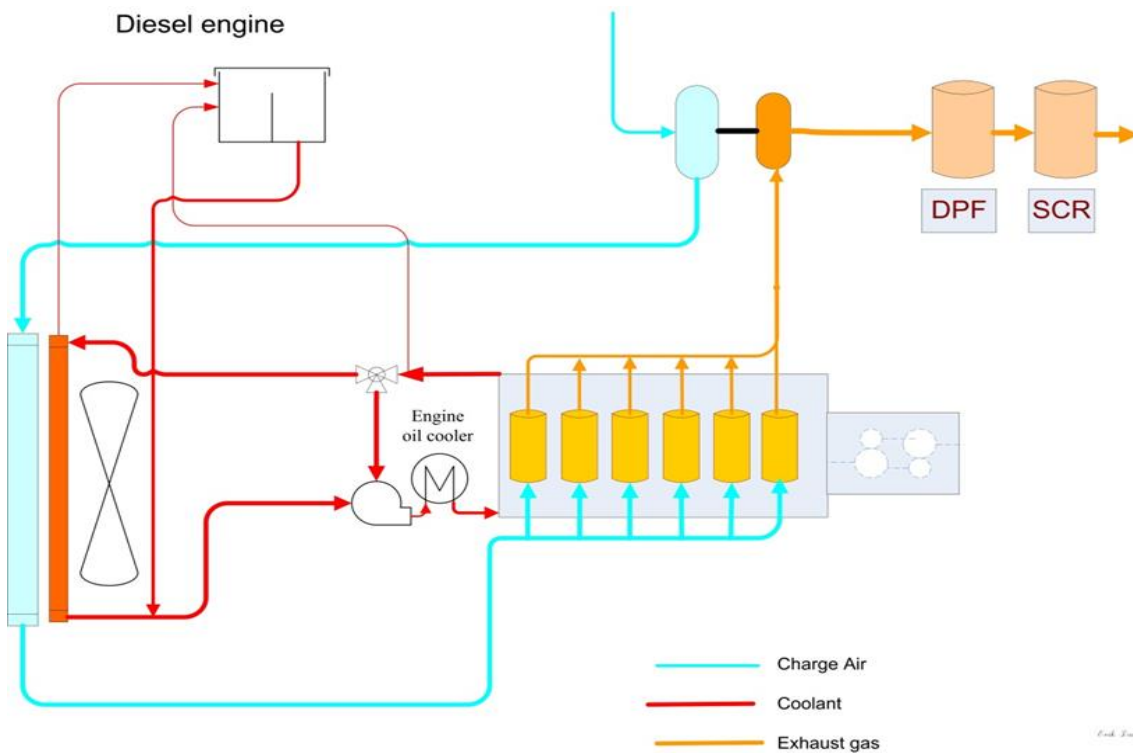 Diesel engine
DPF
SCR
Engine
oil cooler
Charge Air
Coolant
Exhaust gas